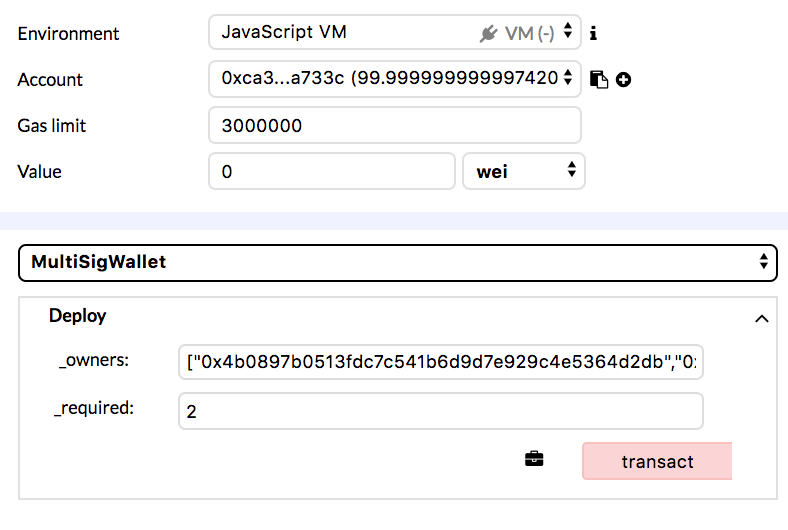 Environment JavaScript VM VM (-)
Account 0xca3...a733c (99.999999999997420
Gas limit 3000000
Value 0 wei
MultiSigWallet
Deploy
_owners: ["0x4b0897b0513fdc7c541b6d9d7e929c4e5364d2db","0
_required: 2
transact